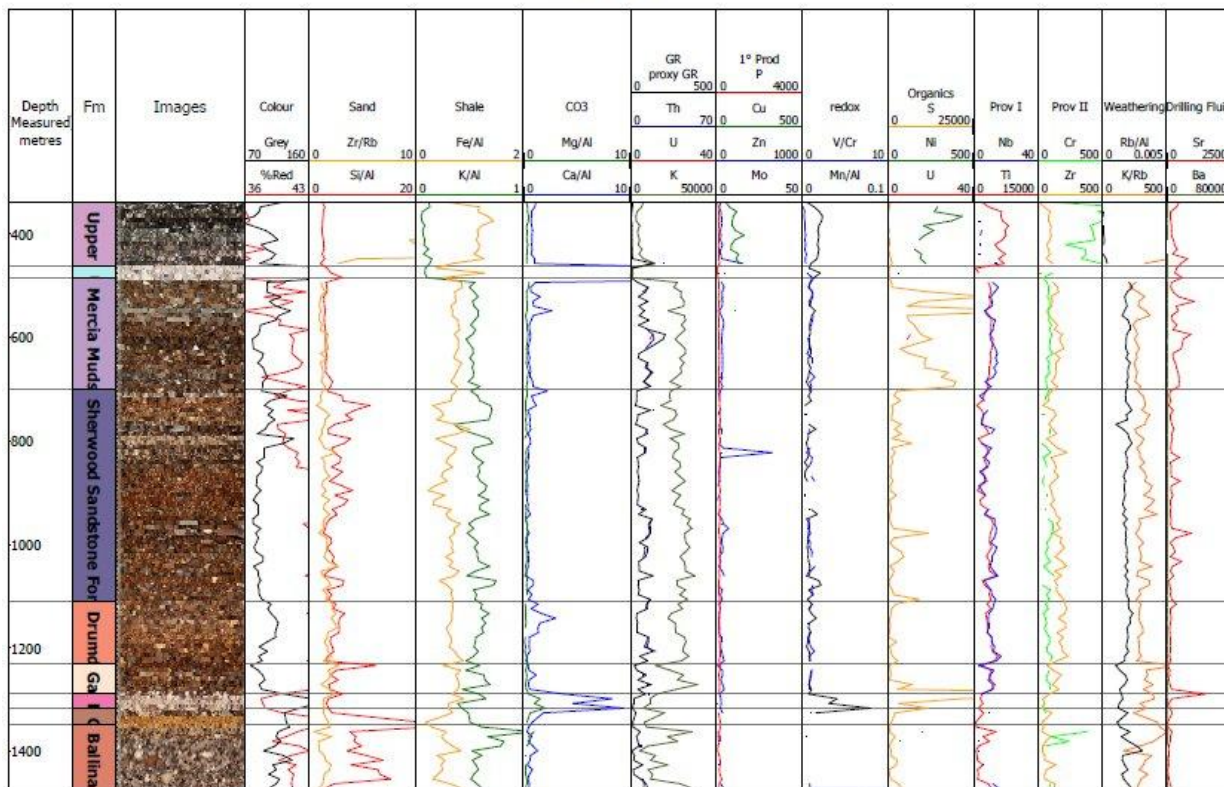 Depth
Measured
metres
Fm
Images
Colour
Grey
70 160
%Red
36 43
Sand
Zr/Rb
0 10
Si/Al
0 20
Shale
Fe/Al
0 2
K/Al
0 1
CO3
Mg/Al
0 10
Ca/Al
0 10
GR
proxy GR
0 500
Th
0 70
U
0 40
K
0 50000
1° Prod
P
0 4000
Cu
0 500
Zn
0 1000
Mo
0 50
redox
V/Cr
0 10
Mn/Al
0 0.1
Organics
S
0 25000
Ni
0 500
U
0 40
Prov I
Nb
0 40
Ti
0 15000
Prov II
Cr
0 500
Zr
0 500
Weathering
Rb/Al
0 0.005
K/Rb
0 500
Drilling Flui
Sr
0 2500
Ba
0 80000
400
600
800
1000
1200
1400
Upper
Mercia Muds
Sherwood Sandstone For
Drumd
Ga
Ballina